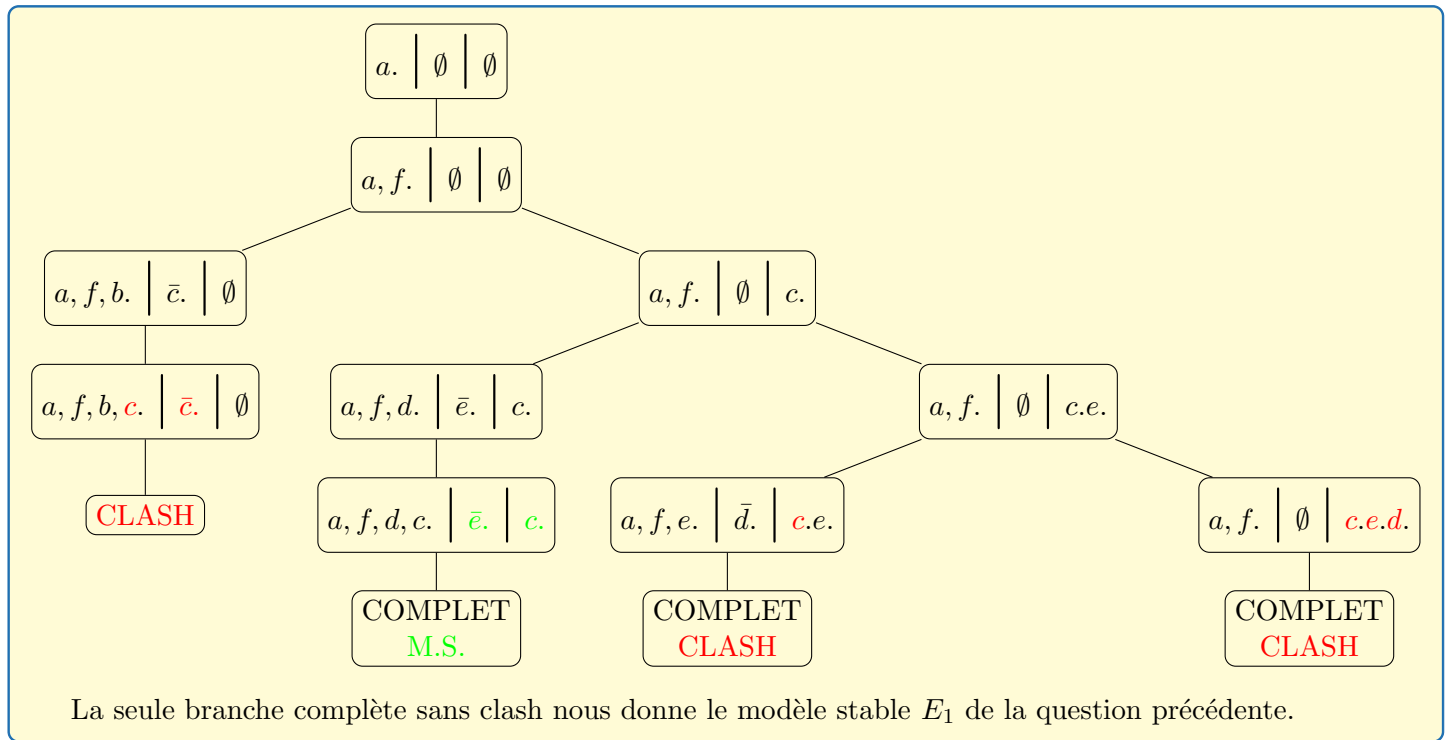 a. | ∅ | ∅
a, f. | ∅ | ∅
a, f, b. | c̄. | ∅
a, f. | ∅ | c.
a, f, b, c. | c̄. | ∅
a, f, d. | ē. | c.
a, f. | ∅ | c.e.
CLASH
a, f, d, c. | ē. | c.
a, f, e. | d̄. | c.e.
a, f. | ∅ | c.e.d.
COMPLET
M.S.
COMPLET
CLASH
COMPLET
CLASH
La seule branche complète sans clash nous donne le modèle stable E₁ de la question précédente.